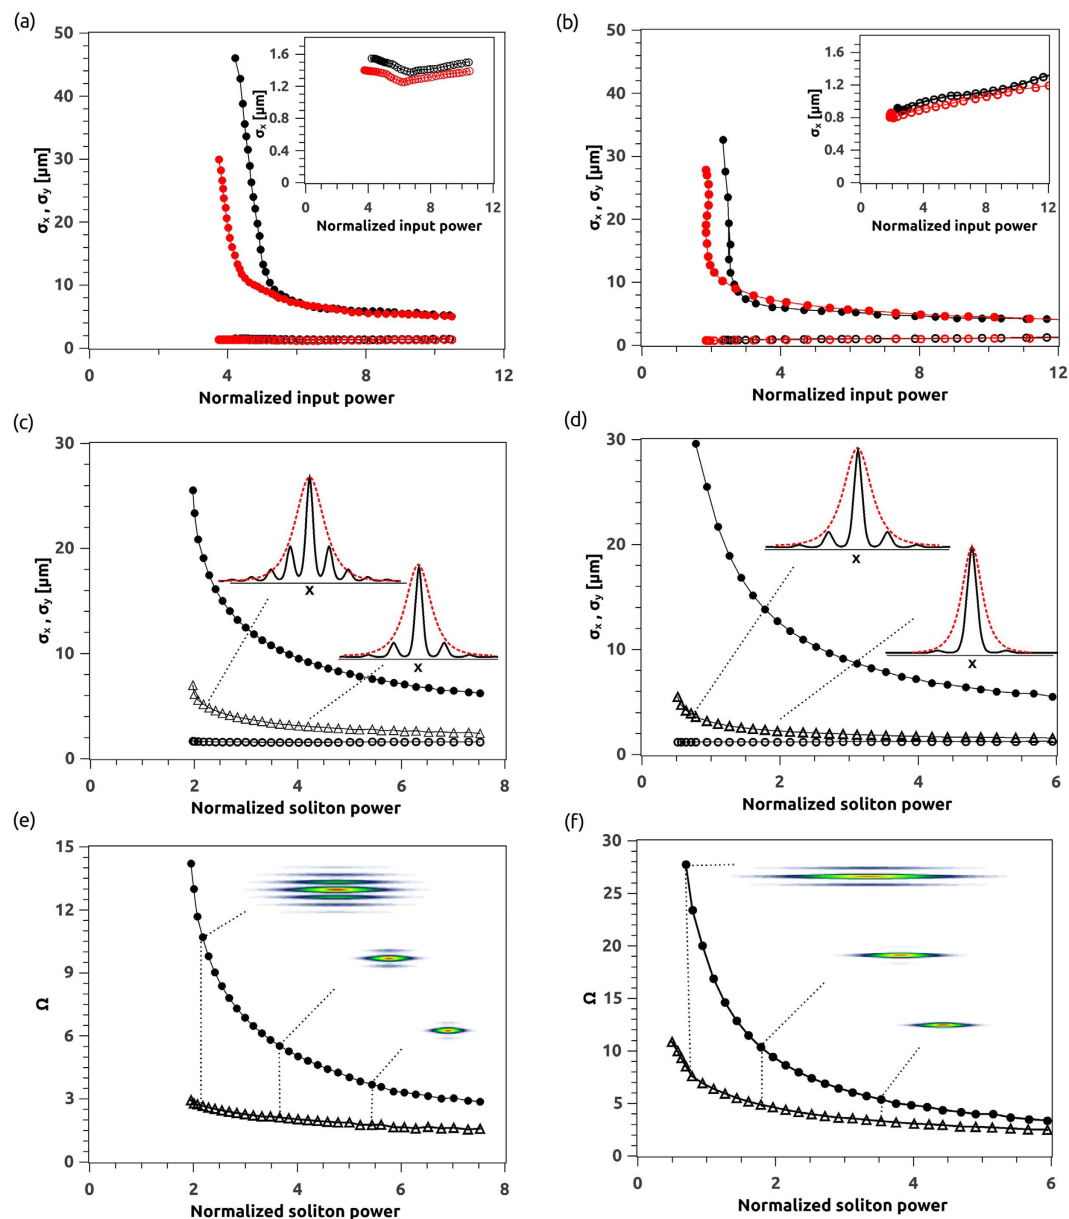 (a)
50
40
30
20
10
0
σx , σy [µm]
0
4
8
12
Normalized input power
1.6
1.2
0.8
0.4
0
σx [µm]
0
4
8
12
Normalized input power
(b)
50
40
30
20
10
0
σx , σy [µm]
0
4
8
12
Normalized input power
1.6
1.2
0.8
0.4
0
σx [µm]
0
4
8
12
Normalized input power
(c)
30
20
10
0
σx , σy [µm]
x
x
0
2
4
6
8
Normalized soliton power
(d)
30
20
10
0
σx , σy [µm]
x
x
0
2
4
6
Normalized soliton power
(e)
15
12
9
6
3
0
Ω
0
2
4
6
8
Normalized soliton power
(f)
30
25
20
15
10
5
0
Ω
0
2
4
6
Normalized soliton power